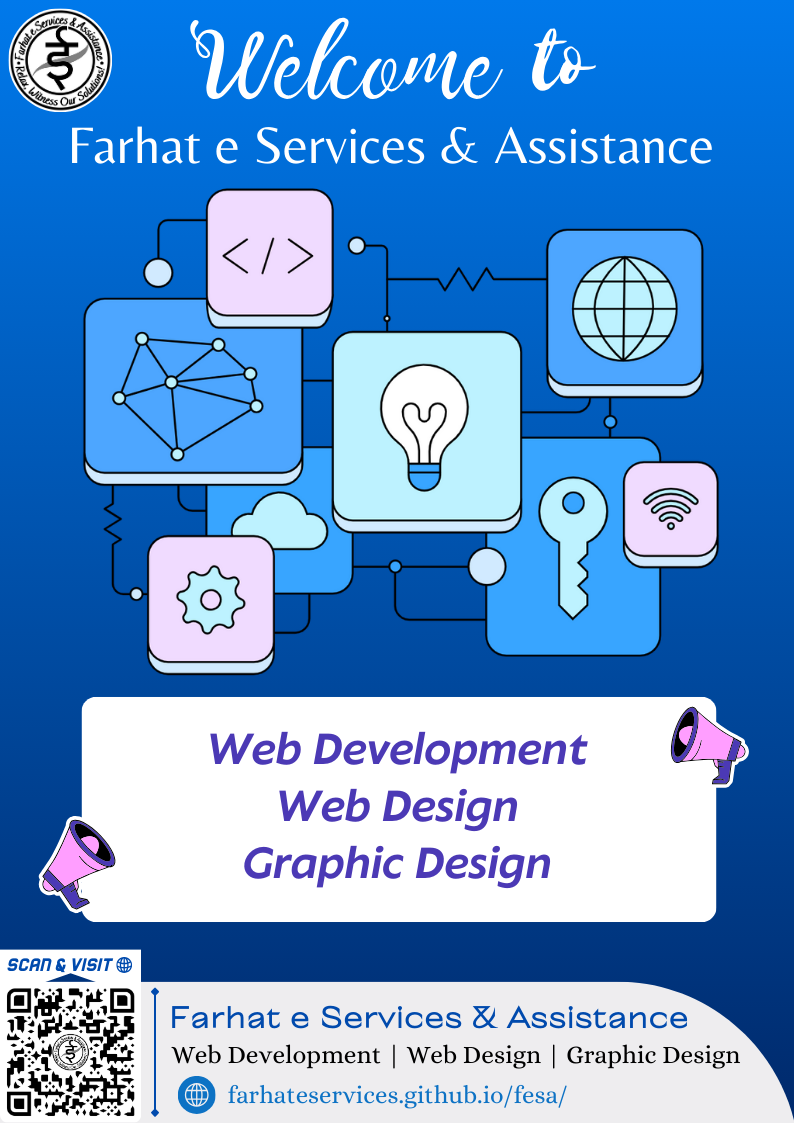 Farhat e Services & Assistance
Relax, Witness Our Solutions!
Welcome to
Farhat e Services & Assistance
</>
Web Development
Web Design
Graphic Design
SCAN & VISIT
Farhat e Services & Assistance
Web Development | Web Design | Graphic Design
farhateservices.github.io/fesa/